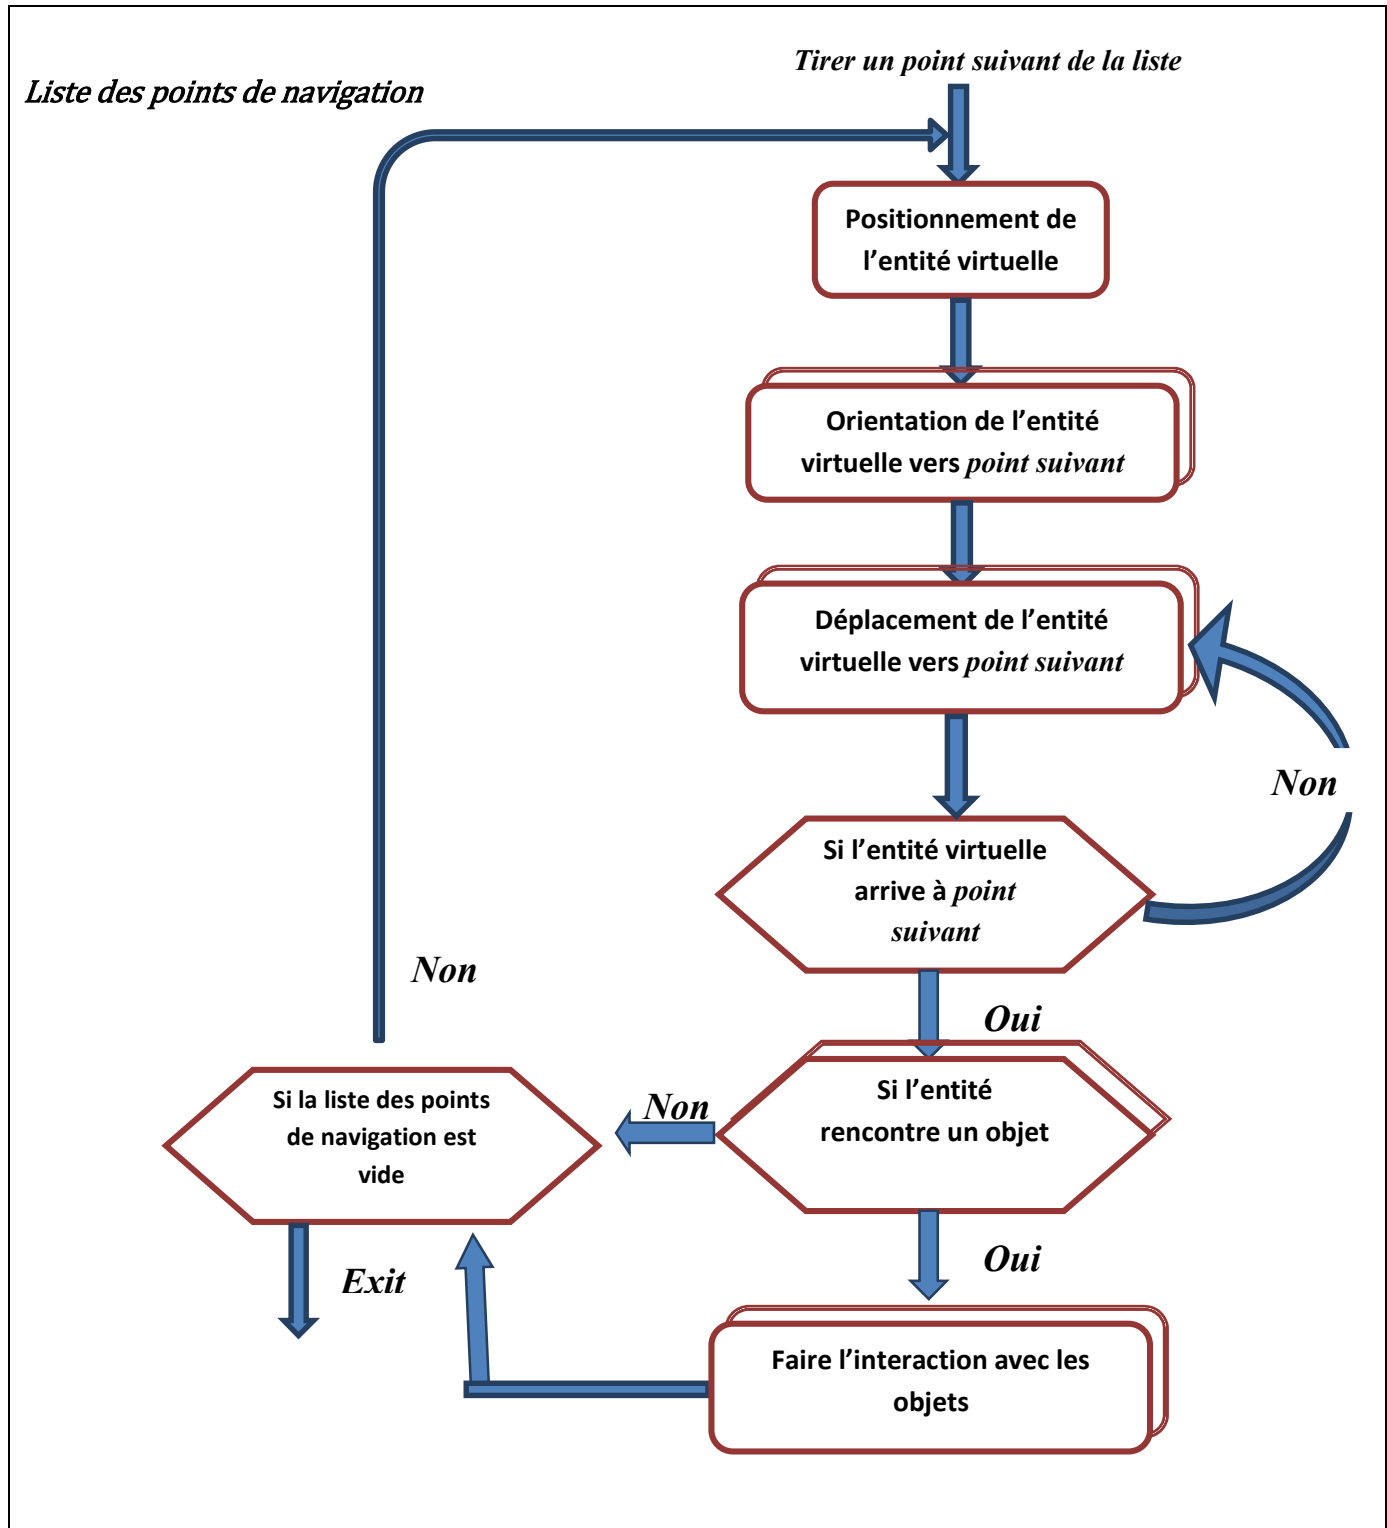 Tirer un point suivant de la liste
Liste des points de navigation
Positionnement de
l’entité virtuelle
Orientation de l’entité
virtuelle vers point suivant
Déplacement de l’entité
virtuelle vers point suivant
Non
Si l’entité virtuelle
arrive à point
suivant
Non
Oui
Si la liste des points
de navigation est
vide
Non
Si l’entité
rencontre un objet
Oui
Exit
Faire l’interaction avec les
objets